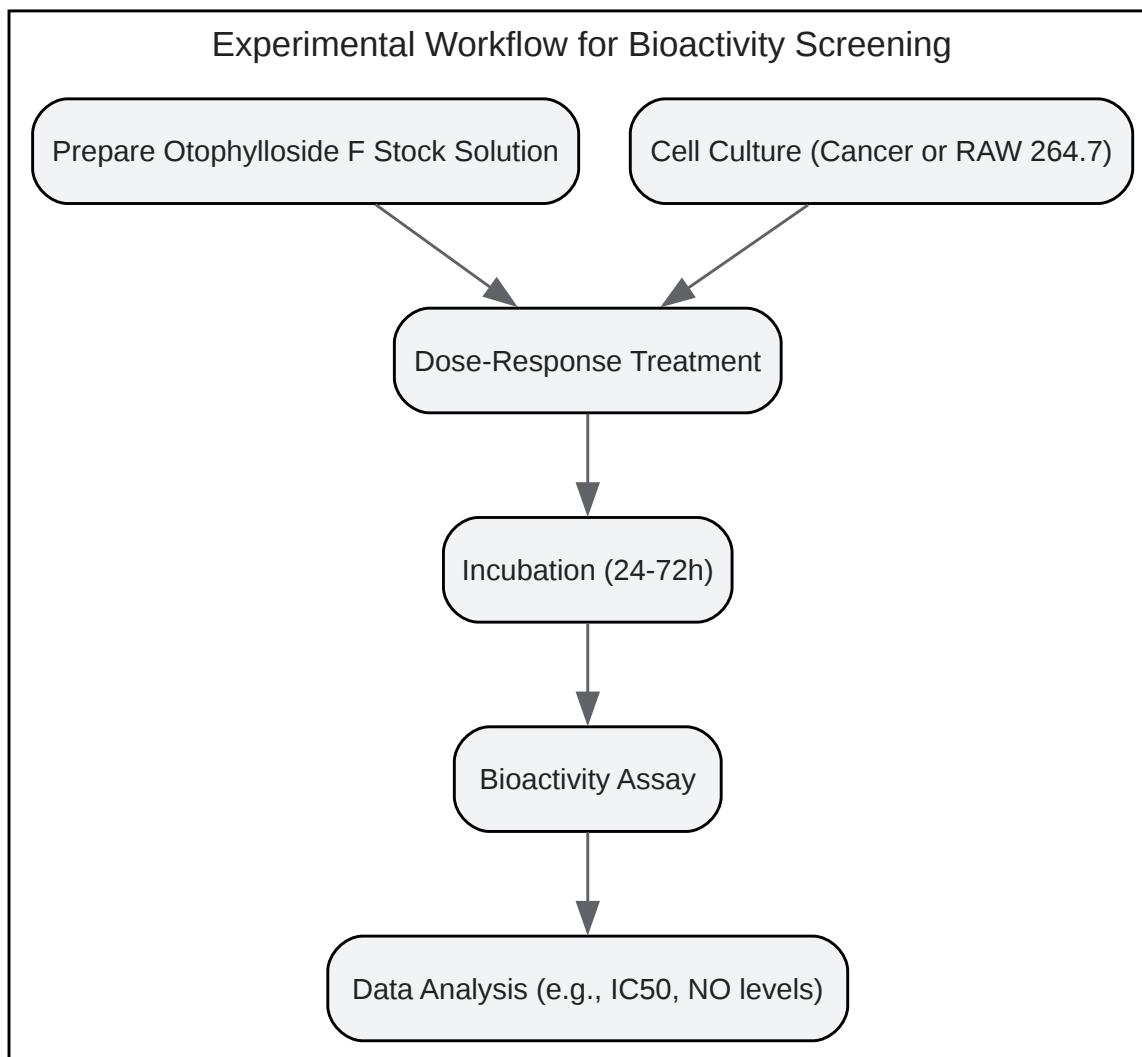 Experimental Workflow for Bioactivity Screening
Prepare Otophylloside F Stock Solution
Cell Culture (Cancer or RAW 264.7)
Dose-Response Treatment
Incubation (24-72h)
Bioactivity Assay
Data Analysis (e.g., IC50, NO levels)